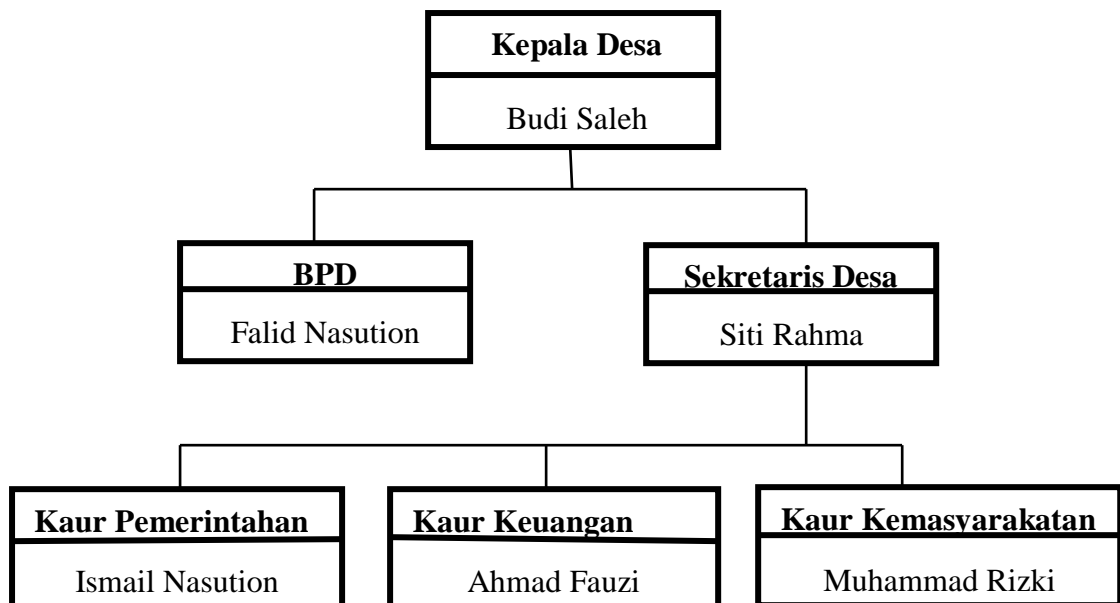 Kepala Desa
Budi Saleh
BPD
Falid Nasution
Sekretaris Desa
Siti Rahma
Kaur Pemerintahan
Ismail Nasution
Kaur Keuangan
Ahmad Fauzi
Kaur Kemasyarakatan
Muhammad Rizki